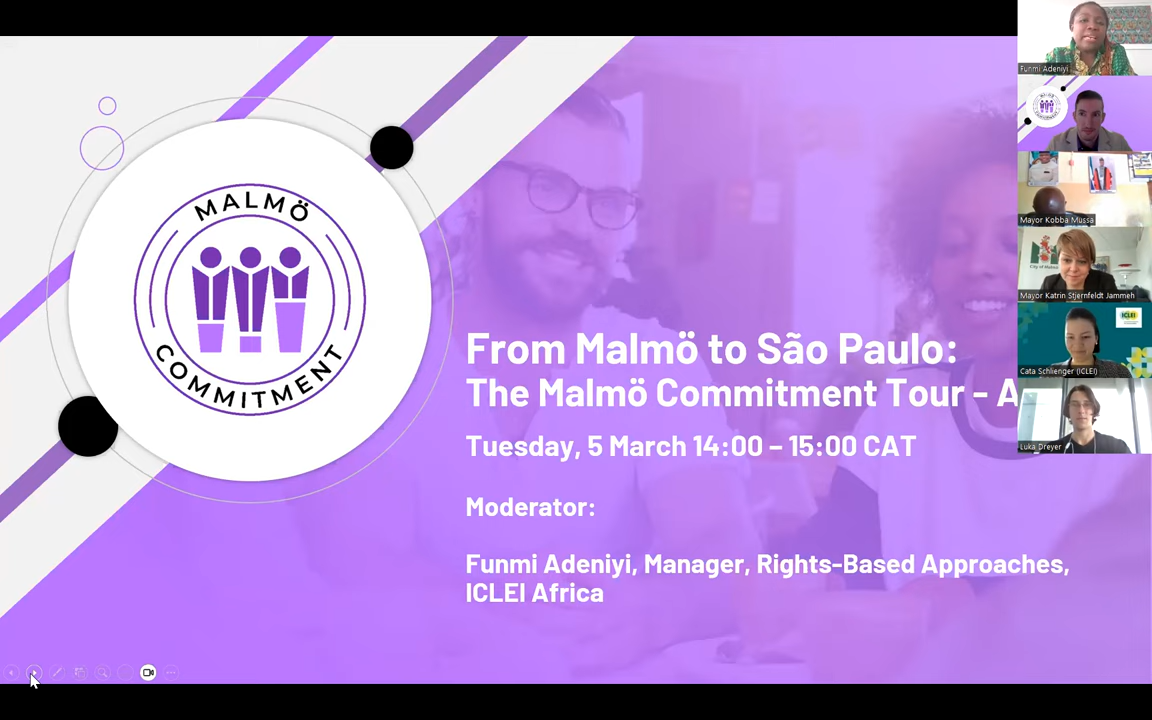 MALMÖ
COMMITMENT
From Malmö to São Paulo:
The Malmö Commitment Tour - A
Tuesday, 5 March 14:00 – 15:00 CAT
Moderator:
Funmi Adeniyi, Manager, Rights-Based Approaches,
ICLEI Africa
Funmi Adeniyi
Mayor Kobba Mussa
Mayor Katrin Stjernfeldt Jammeh
ICLEI
Cata Schlienger (ICLEI)
Luka Dreyer